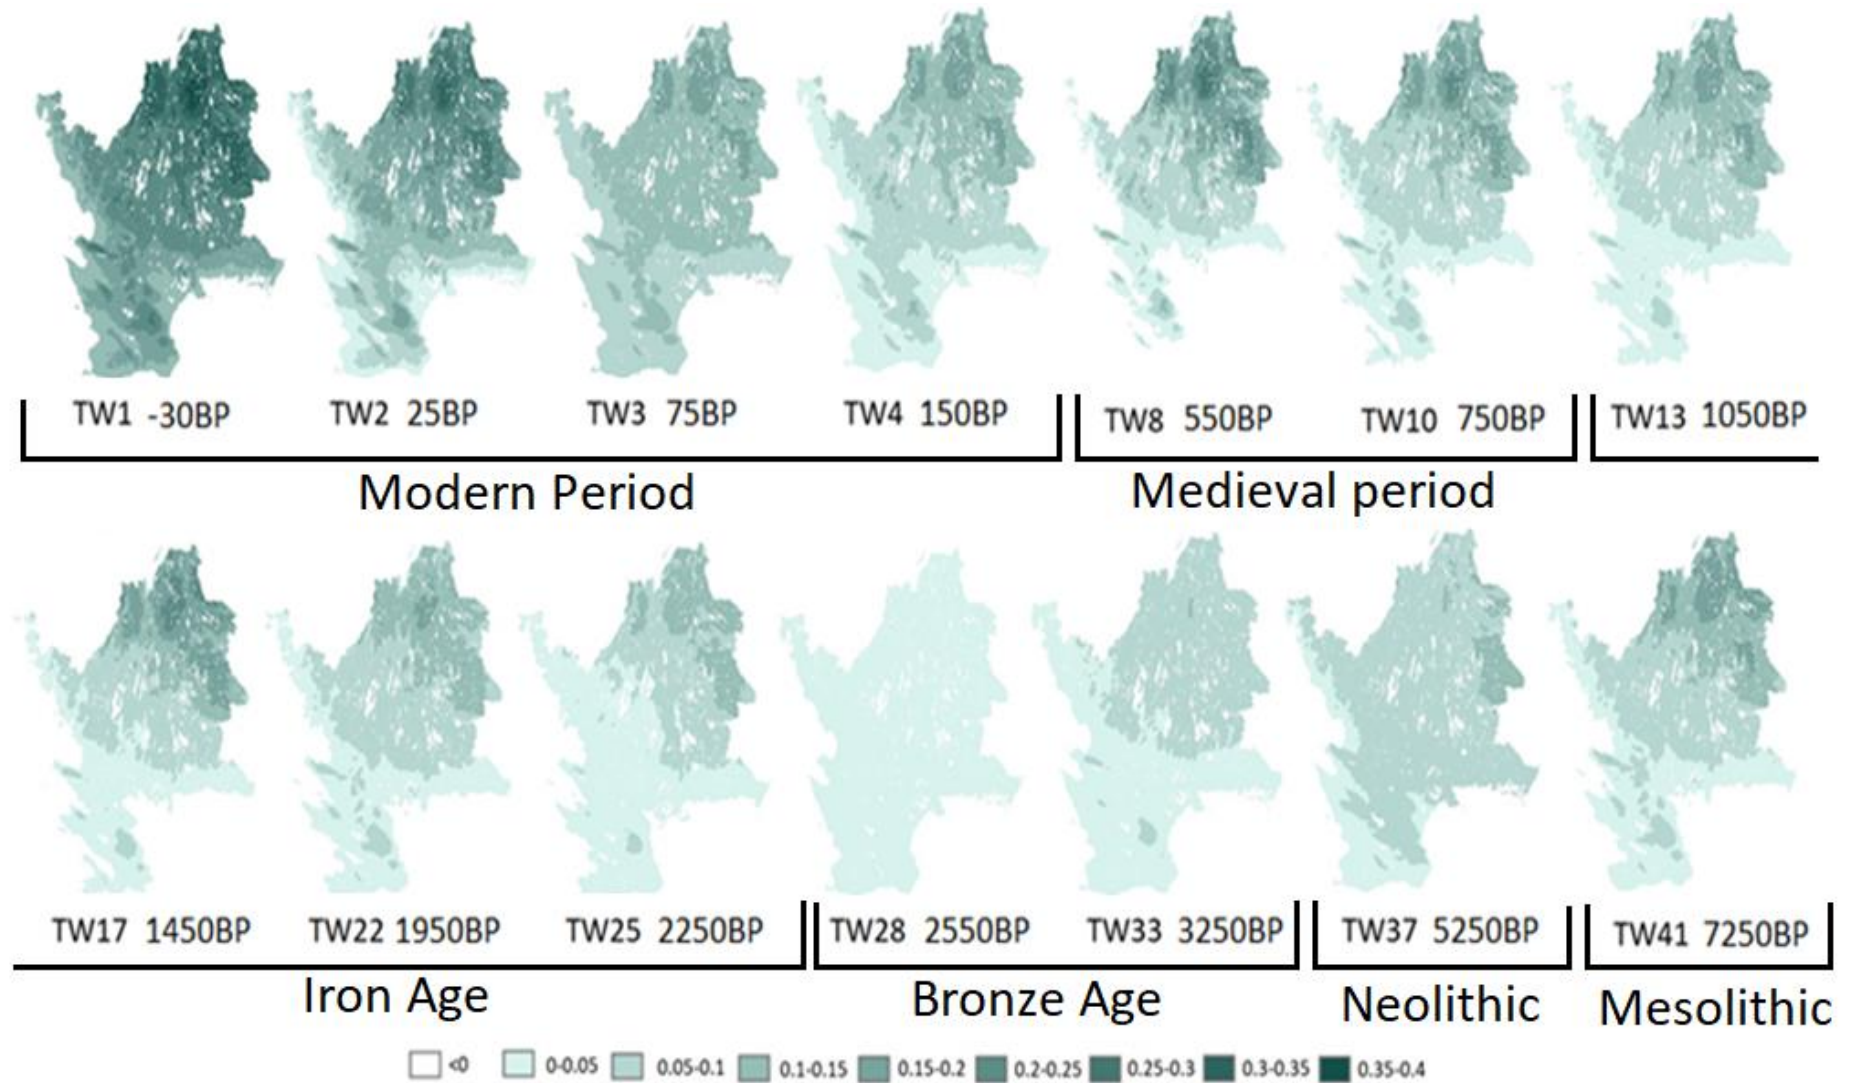 TW1 -30BP TW2 25BP TW3 75BP TW4 150BP TW8 550BP TW10 750BP TW13 1050BP
Modern Period Medieval period
TW17 1450BP TW22 1950BP TW25 2250BP TW28 2550BP TW33 3250BP TW37 5250BP TW41 7250BP
Iron Age Bronze Age Neolithic Mesolithic
<0 0-0.05 0.05-0.1 0.1-0.15 0.15-0.2 0.2-0.25 0.25-0.3 0.3-0.35 0.35-0.4